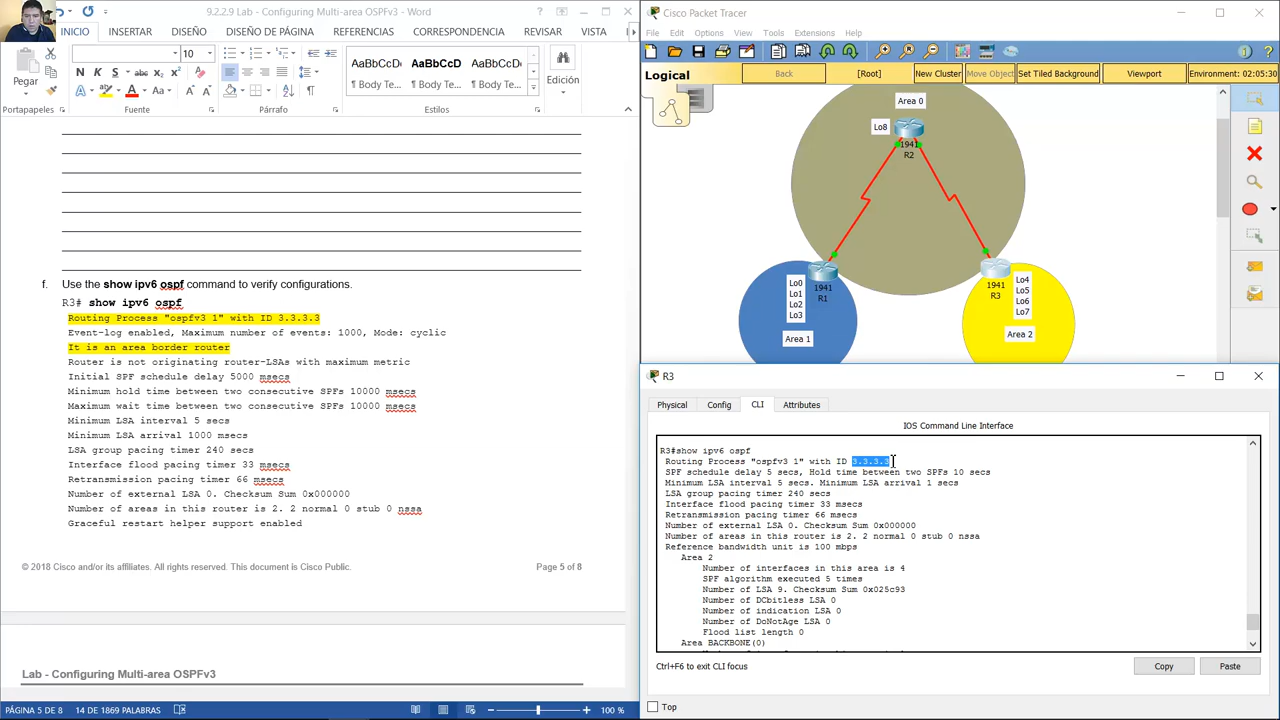 9.2.2.9 Lab - Configuring Multi-area OSPFv3 - Word
INICIO
INSERTAR
DISEÑO
DISEÑO DE PÁGINA
REFERENCIAS
CORRESPONDENCIA
REVISAR
VISTA
Pegar
10
N K S abc x₂ x²
AaBbCcDd AaBbCcDd AaBbCcDd
¶ Body Te... ¶ Body Te... ¶ Body Te...
Edición
Portapapeles
Fuente
Párrafo
Estilos
f. Use the show ipv6 ospf command to verify configurations.
R3# show ipv6 ospf
Routing Process "ospfv3 1" with ID 3.3.3.3
Event-log enabled, Maximum number of events: 1000, Mode: cyclic
It is an area border router
Router is not originating router-LSAs with maximum metric
Initial SPF schedule delay 5000 msecs
Minimum hold time between two consecutive SPFs 10000 msecs
Maximum wait time between two consecutive SPFs 10000 msecs
Minimum LSA interval 5 secs
Minimum LSA arrival 1000 msecs
LSA group pacing timer 240 secs
Interface flood pacing timer 33 msecs
Retransmission pacing timer 66 msecs
Number of external LSA 0. Checksum Sum 0x000000
Number of areas in this router is 2. 2 normal 0 stub 0 nssa
Graceful restart helper support enabled
© 2018 Cisco and/or its affiliates. All rights reserved. This document is Cisco Public.
Page 5 of 8
Lab - Configuring Multi-area OSPFv3
PÁGINA 5 DE 8
14 DE 1869 PALABRAS
100 %
Cisco Packet Tracer
File Edit Options View Tools Extensions Help
Logical
Back
[Root]
New Cluster
Move Object
Set Tiled Background
Viewport
Environment: 02:05:30
Area 0
Lo8
1941
R2
Lo0
Lo1
Lo2
Lo3
1941
R1
Area 1
1941
R3
Lo4
Lo5
Lo6
Lo7
Area 2
R3
Physical
Config
CLI
Attributes
IOS Command Line Interface
R3#show ipv6 ospf
Routing Process "ospfv3 1" with ID 3.3.3.3
SPF schedule delay 5 secs, Hold time between two SPFs 10 secs
Minimum LSA interval 5 secs. Minimum LSA arrival 1 secs
LSA group pacing timer 240 secs
Interface flood pacing timer 33 msecs
Retransmission pacing timer 66 msecs
Number of external LSA 0. Checksum Sum 0x000000
Number of areas in this router is 2. 2 normal 0 stub 0 nssa
Reference bandwidth unit is 100 mbps
Area 2
Number of interfaces in this area is 4
SPF algorithm executed 5 times
Number of LSA 9. Checksum Sum 0x025c93
Number of DCbitless LSA 0
Number of indication LSA 0
Number of DoNotAge LSA 0
Flood list length 0
Area BACKBONE(0)
Ctrl+F6 to exit CLI focus
Copy
Paste
Top